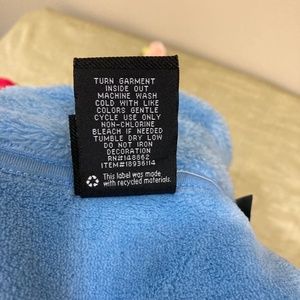 TURN GARMENT
INSIDE OUT
MACHINE WASH
COLD WITH LIKE
COLORS GENTLE
CYCLE USE ONLY
NON-CHLORINE
BLEACH IF NEEDED
TUMBLE DRY LOW
DO NOT IRON
DECORATION
RN#148862
ITEM#18936114
This label was made
with recycled materials.